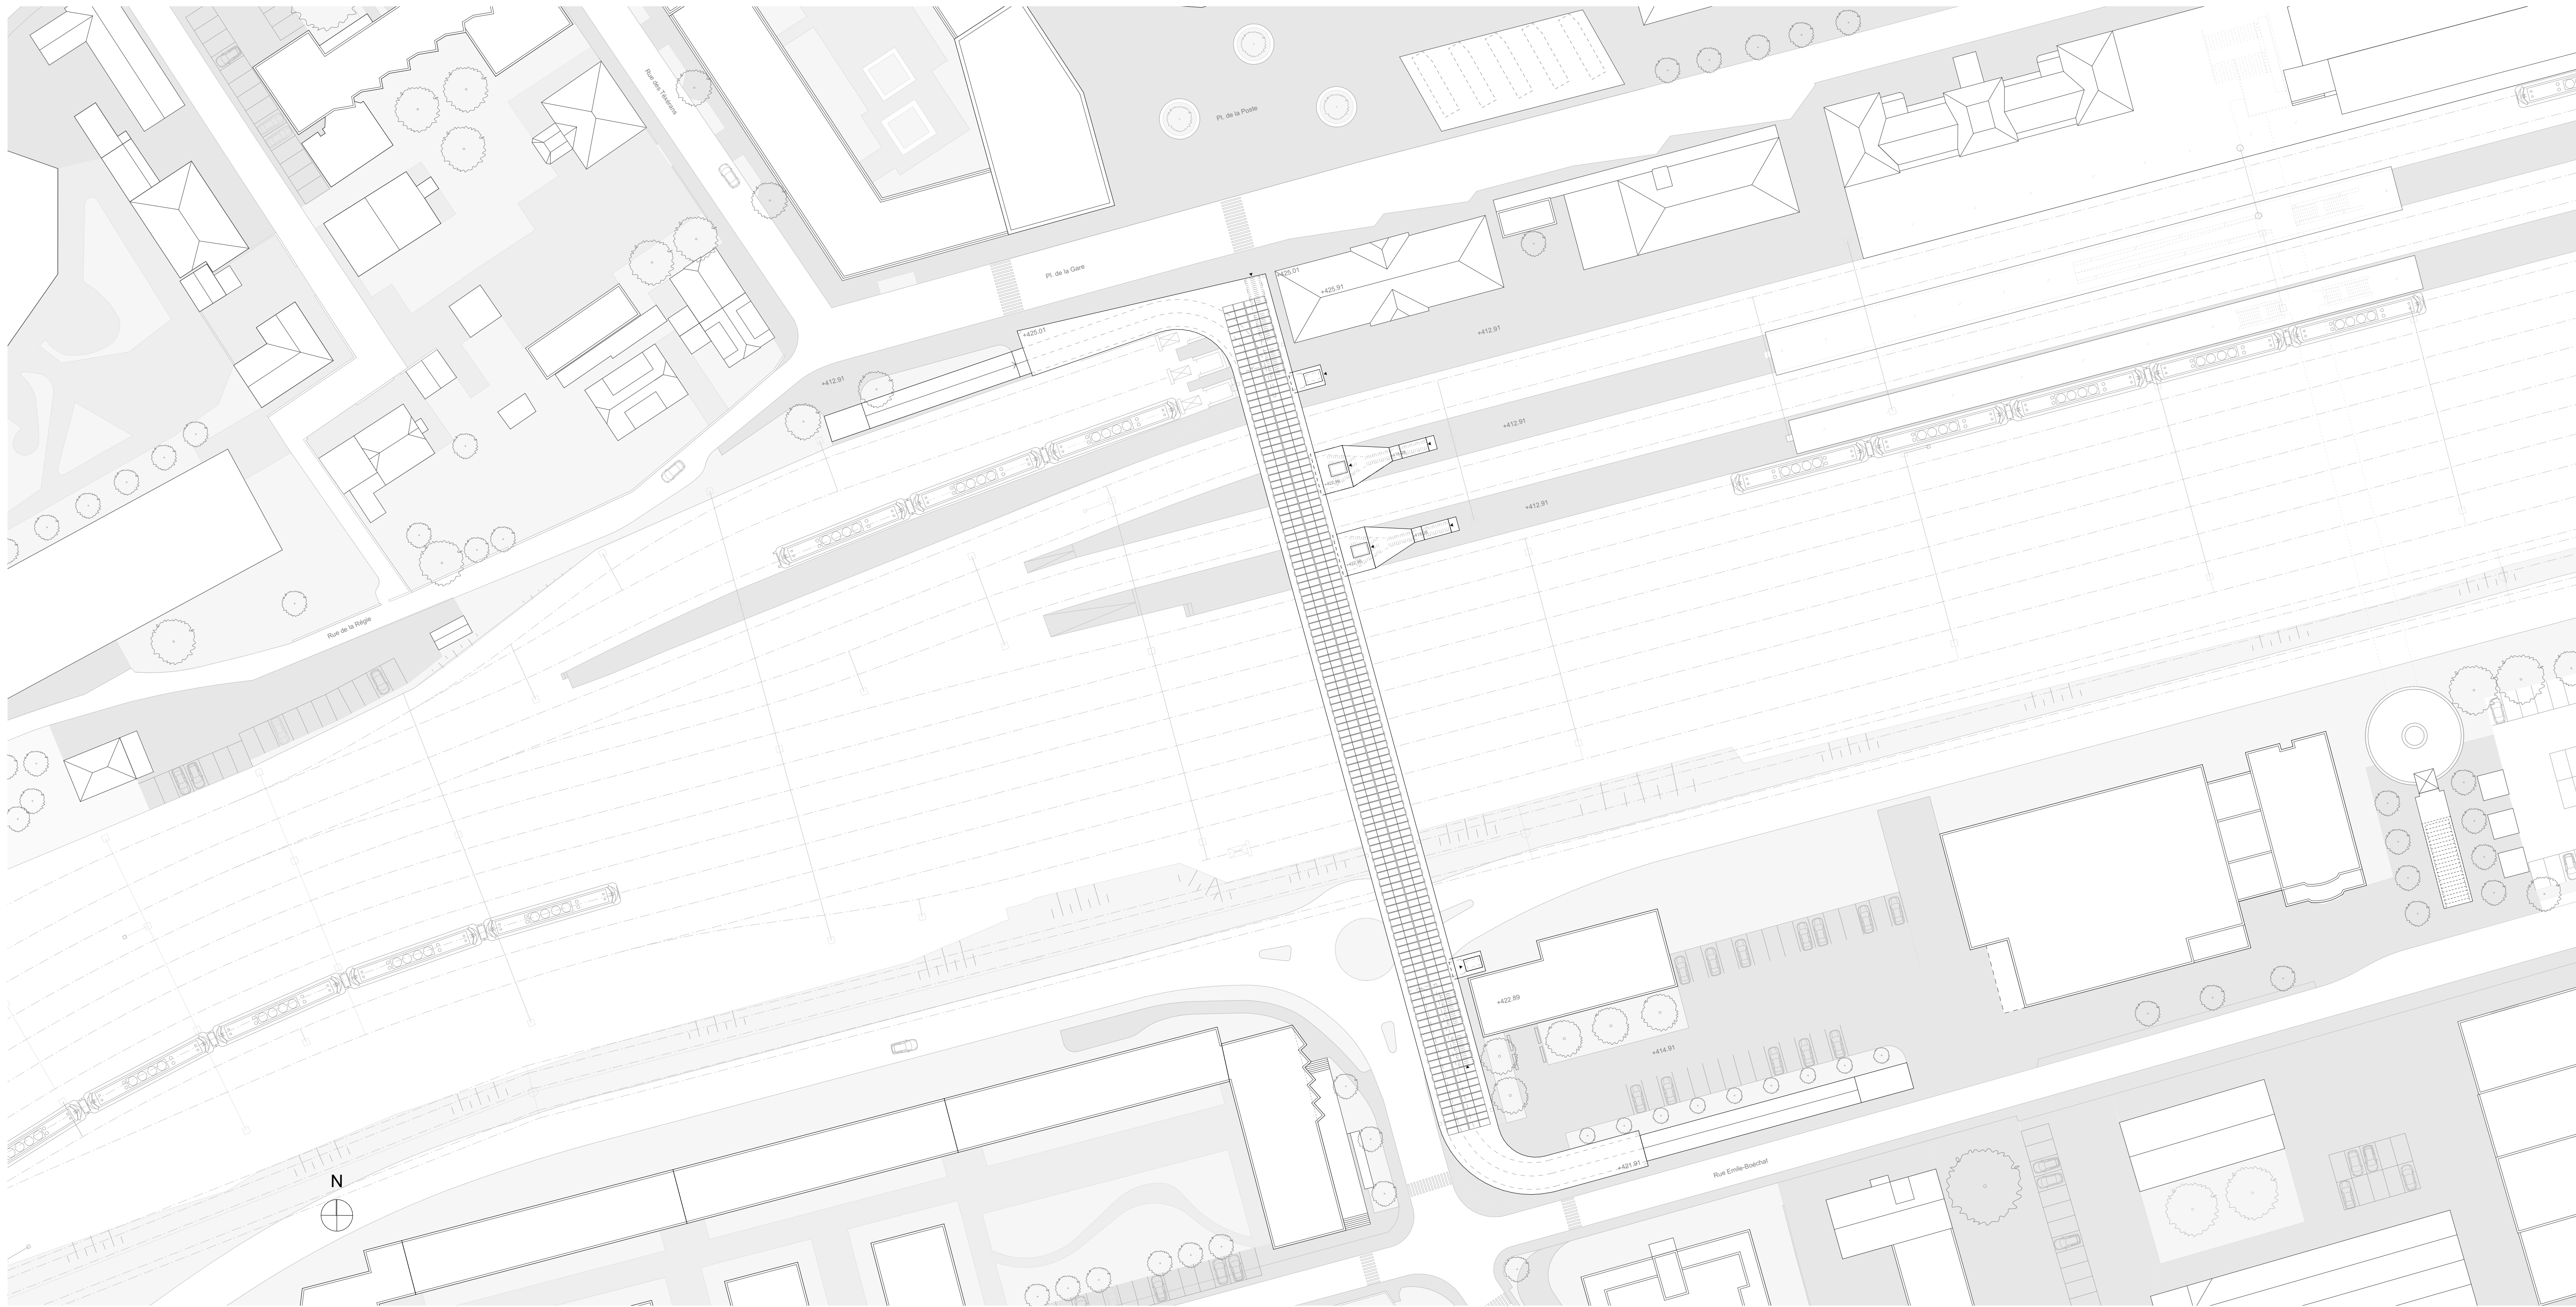 Rue des Texerans
Pl. de la Poste
Pl. de la Gare
+425.01
+425.91
+425.01
+412.91
+412.91
+412.91
+412.91
Rue de la Régie
+422.89
+414.91
+421.91
Rue Emile-Boéchat
N